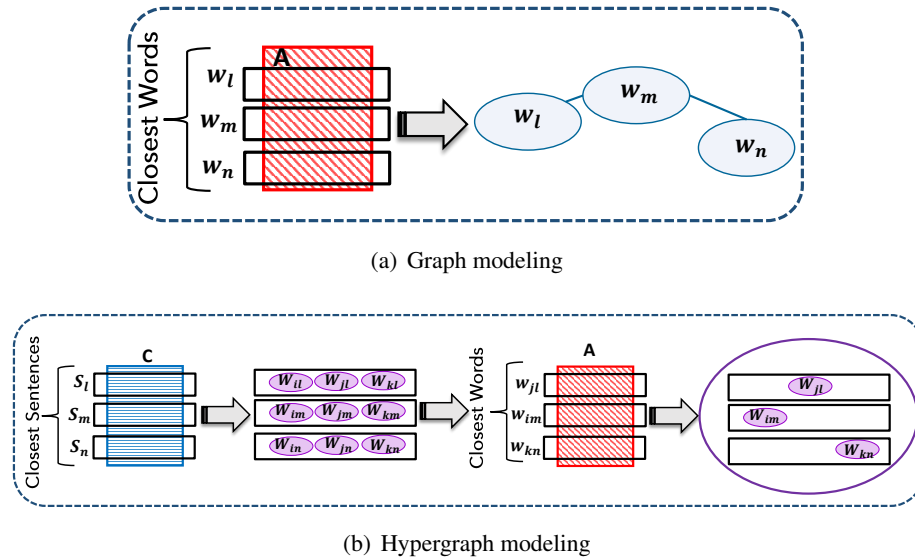 Closest Words
A
w_l
w_m
w_n
w_l
w_m
w_n
(a) Graph modeling
Closest Sentences
C
S_l
S_m
S_n
W_il W_jl W_kl
W_im W_jm W_km
W_in W_jn W_kn
Closest Words
A
w_jl
w_im
w_kn
W_jl
W_im
W_kn
(b) Hypergraph modeling